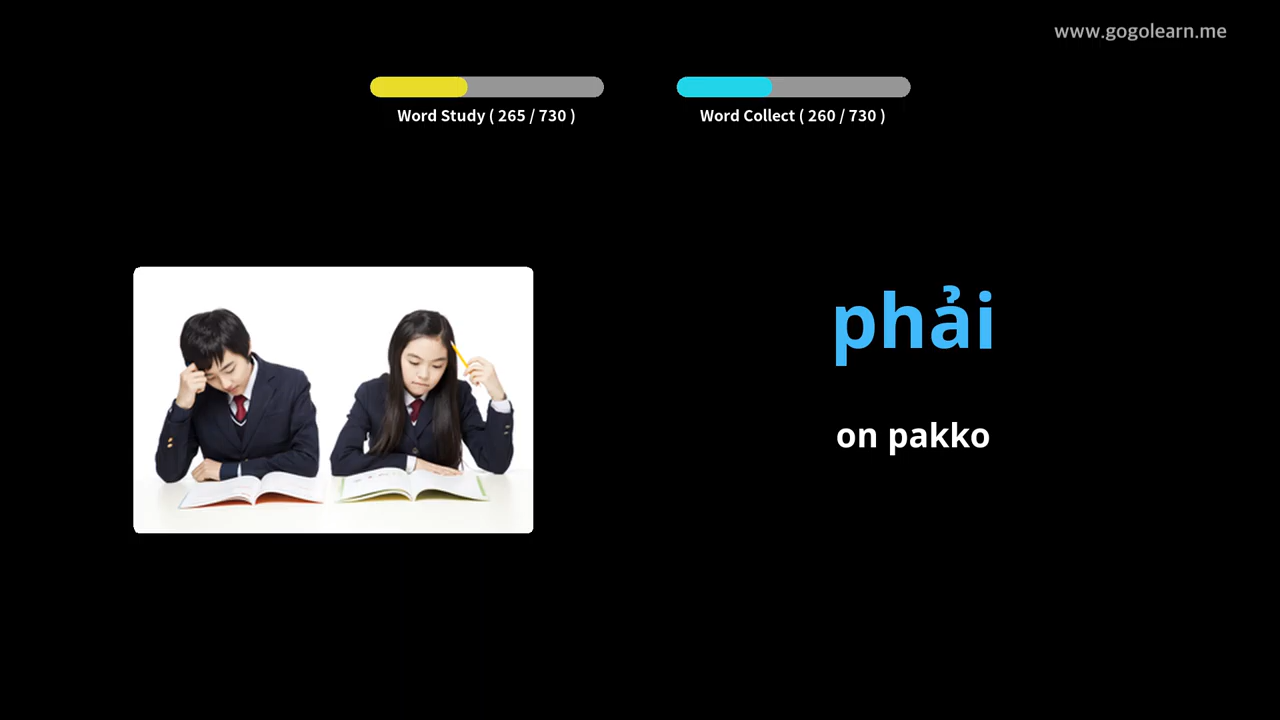 www.gogolearn.me
Word Study ( 265 / 730 )
Word Collect ( 260 / 730 )
phải
on pakko